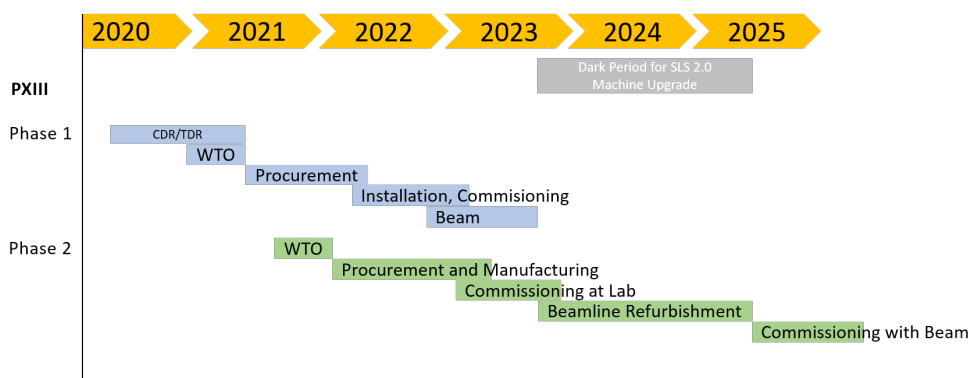 2020 2021 2022 2023 2024 2025
Dark Period for SLS 2.0
Machine Upgrade
PXIII
Phase 1
CDR/TDR
WTO
Procurement
Installation, Commisioning
Beam
Phase 2
WTO
Procurement and Manufacturing
Commissioning at Lab
Beamline Refurbishment
Commissioning with Beam